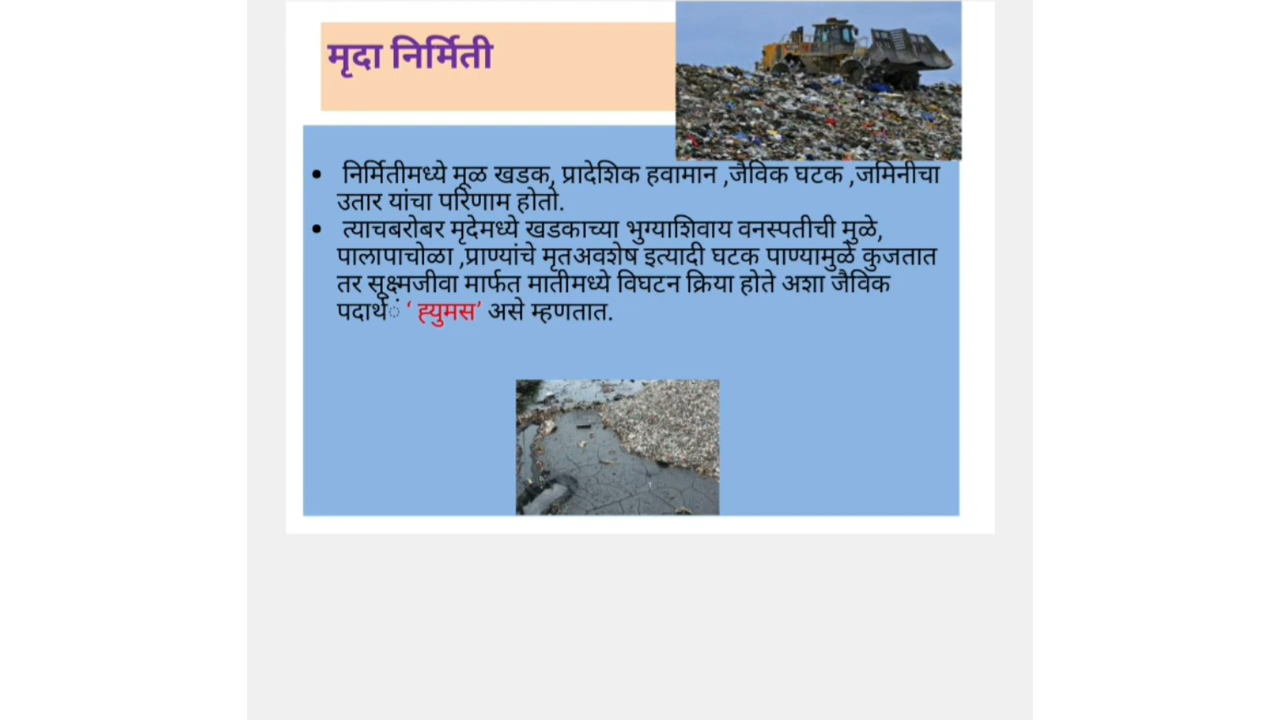 मृदा निर्मिती
• निर्मितीमध्ये मूळ खडक, प्रादेशिक हवामान ,जैविक घटक ,जमिनीचा
उतार यांचा परिणाम होतो.
• त्याचबरोबर मृदेमध्ये खडकाच्या भुग्याशिवाय वनस्पतीची मुळे,
पालापाचोळा ,प्राण्यांचे मृतअवशेष इत्यादी घटक पाण्यामुळे कुजतात
तर सूक्ष्मजीवा मार्फत मातीमध्ये विघटन क्रिया होते अशा जैविक
पदार्थेंं ‘ ह्युमस’ असे म्हणतात.